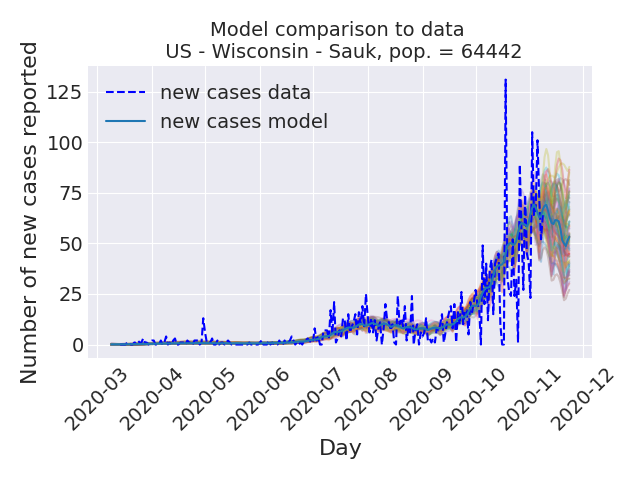 Model comparison to data
US - Wisconsin - Sauk, pop. = 64442
Number of new cases reported
125
100
75
50
25
0
new cases data
new cases model
2020-03
2020-04
2020-05
2020-06
2020-07
2020-08
2020-09
2020-10
2020-11
2020-12
Day